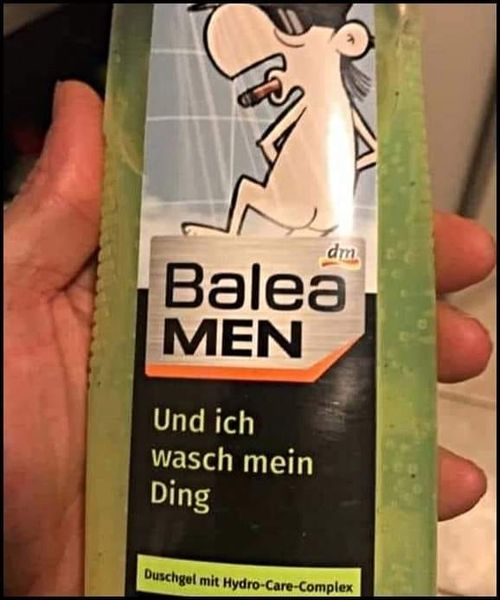 dm
Balea
MEN
Und ich
wasch mein
Ding
Duschgel mit Hydro-Care-Complex